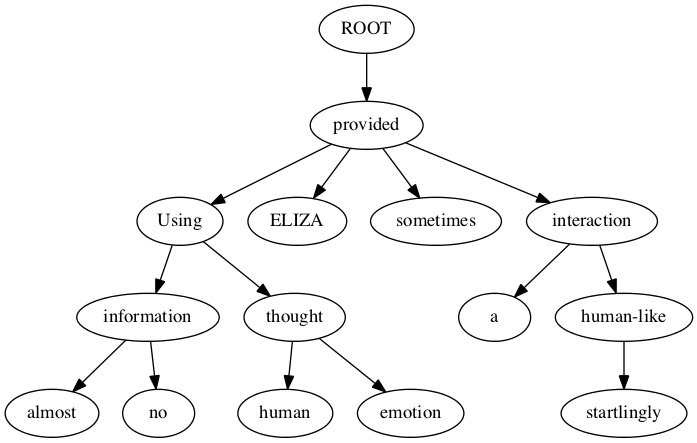 ROOT
provided
Using ELIZA sometimes interaction
information thought a human-like
almost no human emotion startlingly